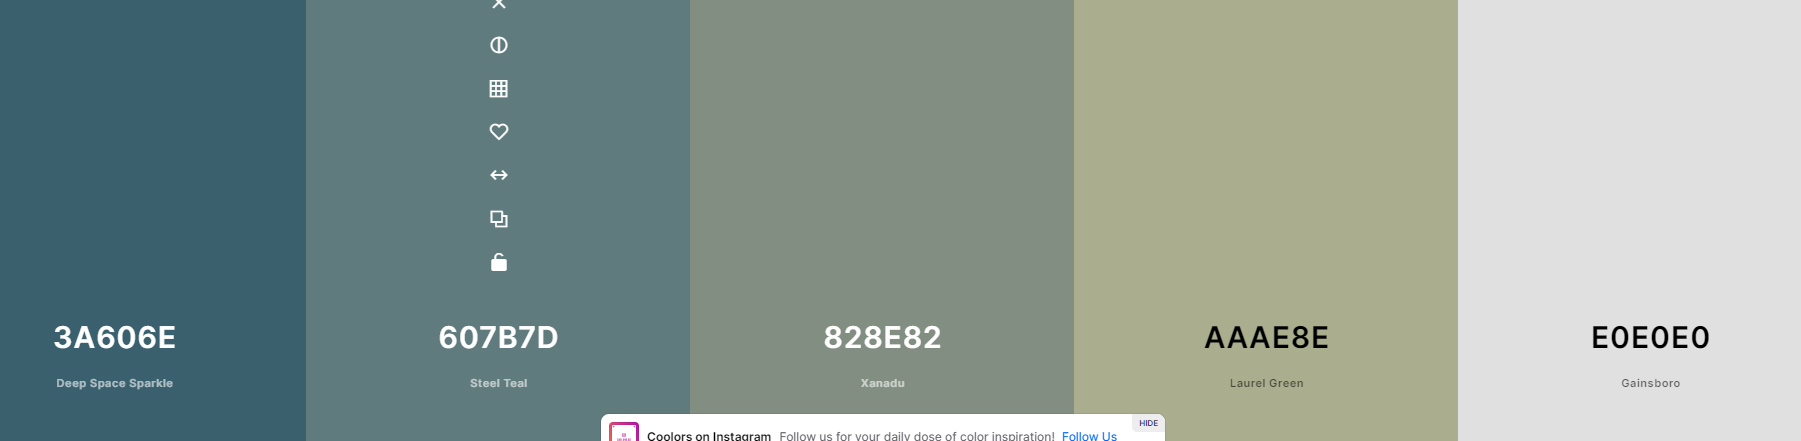 3A606E
Deep Space Sparkle
607B7D
Steel Teal
828E82
Xanadu
AAAE8E
Laurel Green
E0E0E0
Gainsboro
HIDE
Coolors on Instagram Follow us for your daily dose of color inspiration! Follow Us